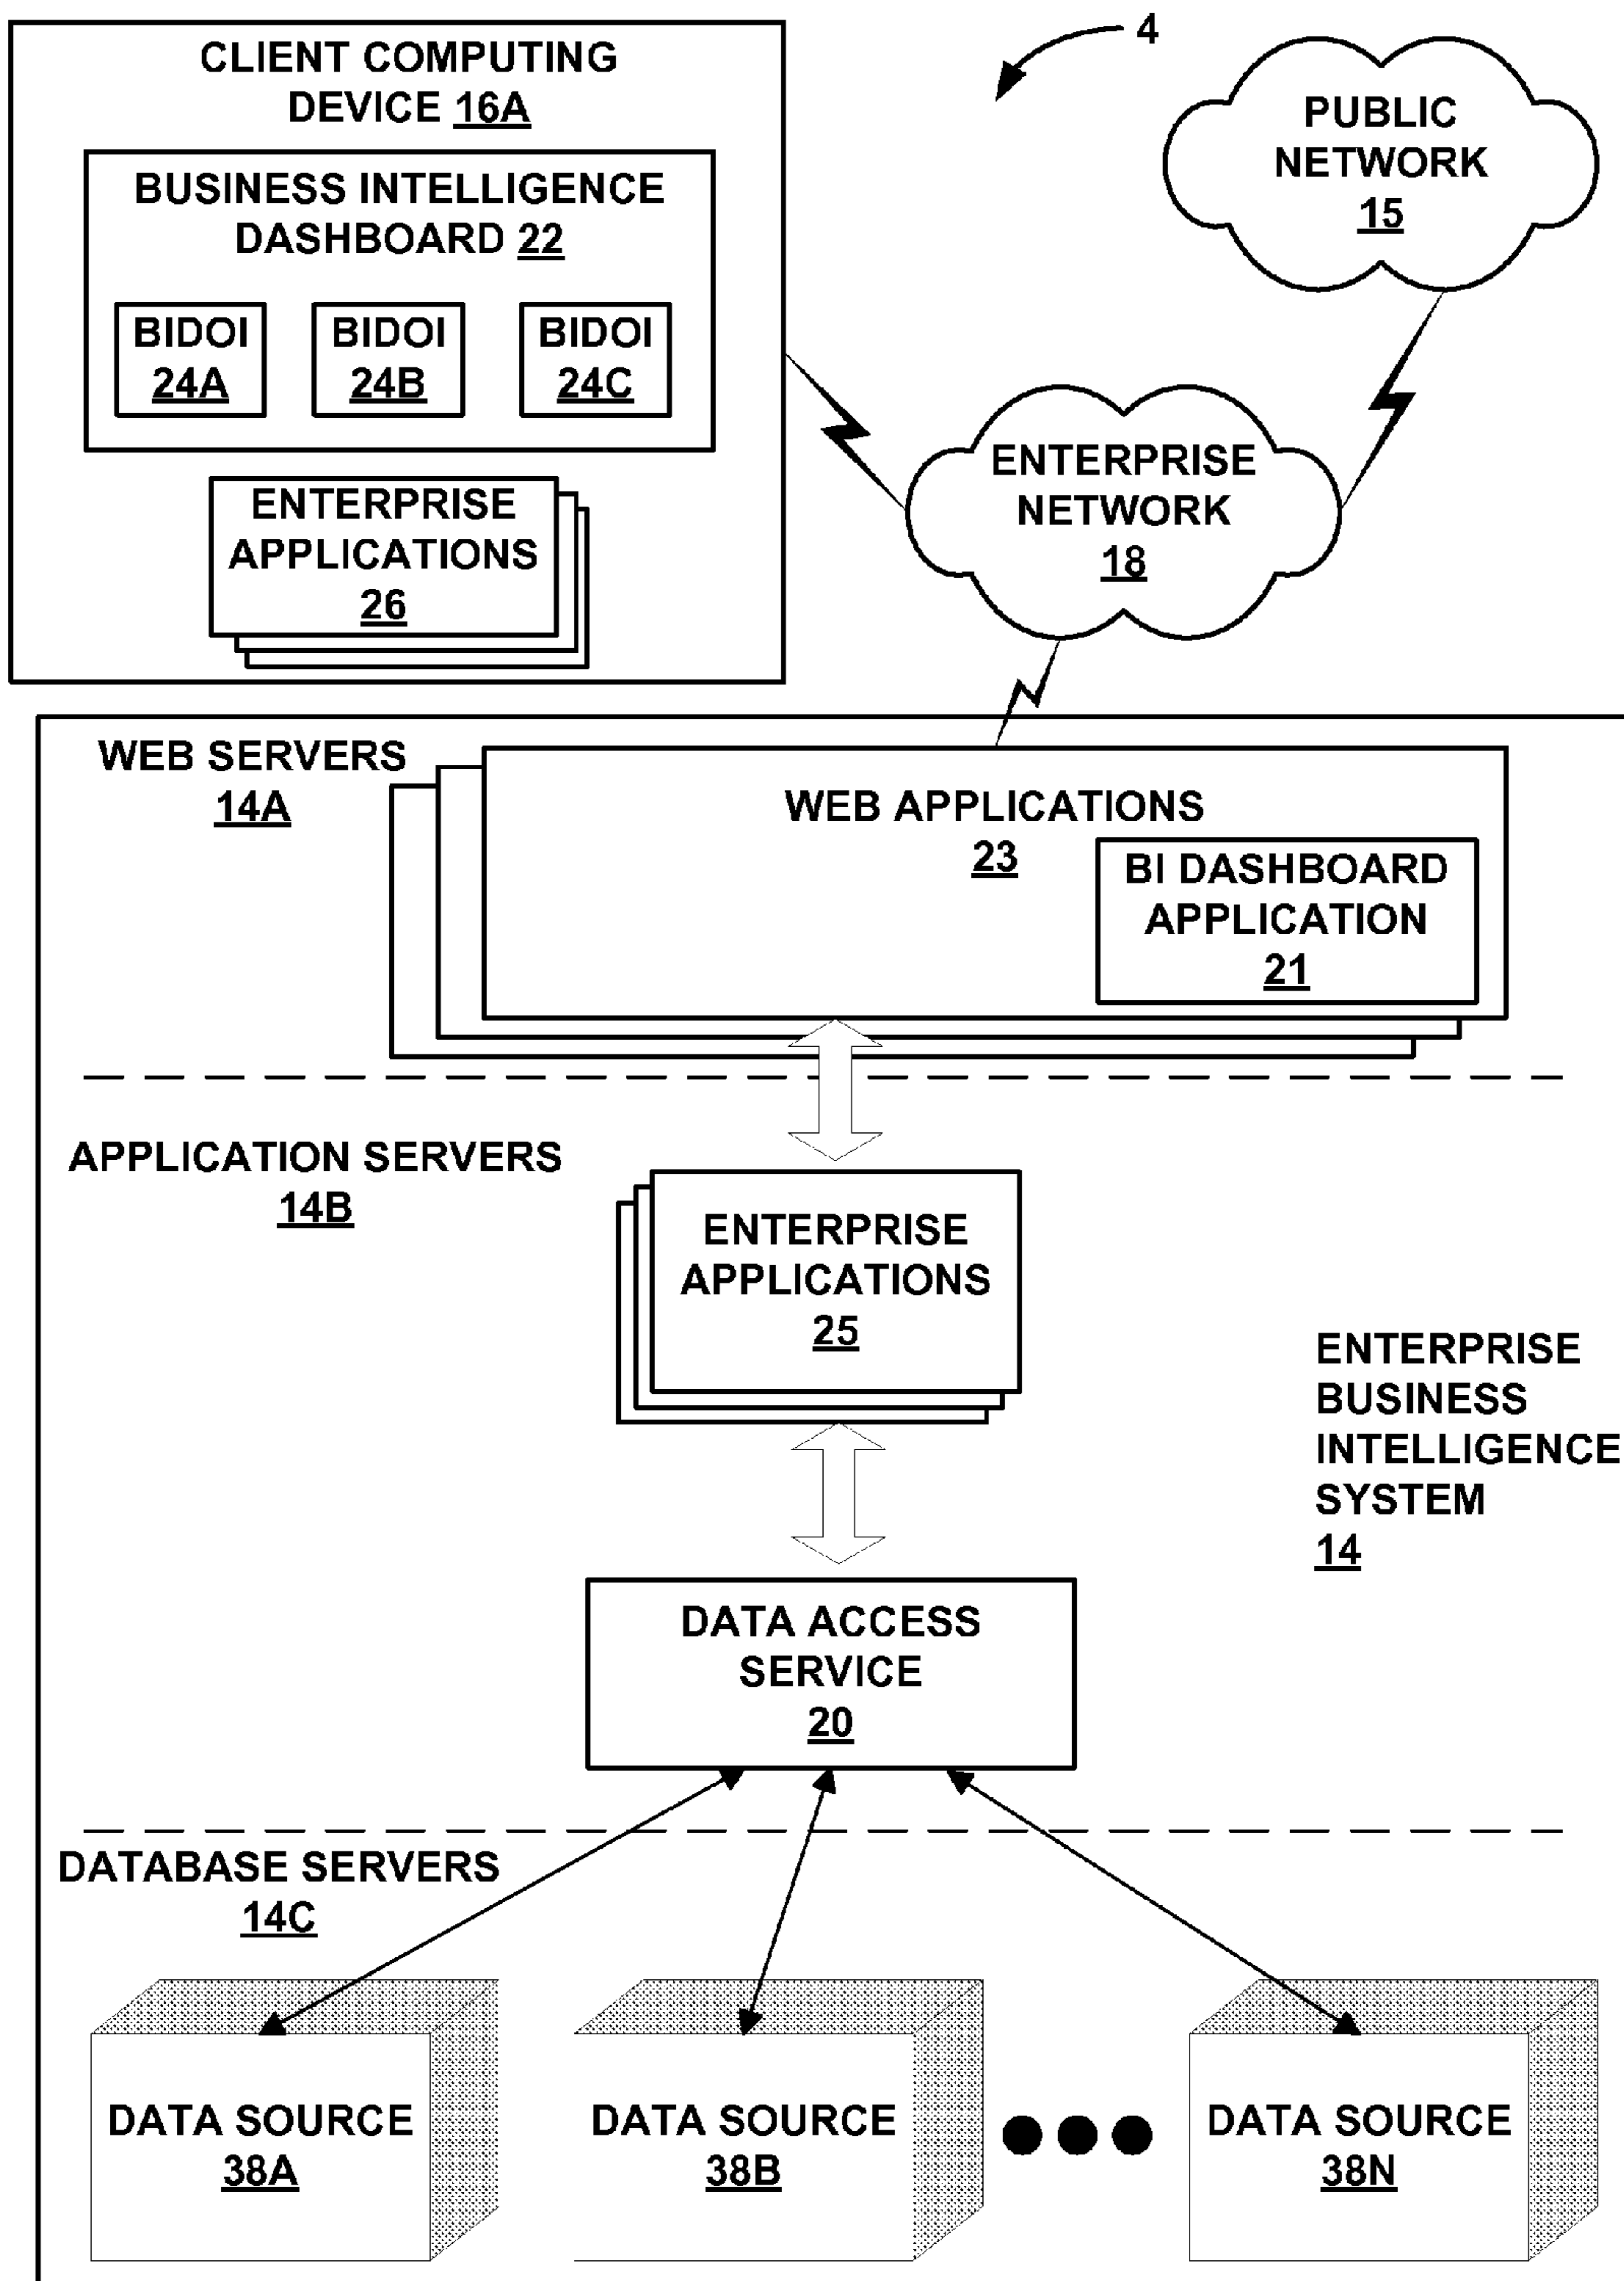 4
CLIENT COMPUTING
DEVICE 16A
BUSINESS INTELLIGENCE
DASHBOARD 22
BIDOI
24A
BIDOI
24B
BIDOI
24C
ENTERPRISE
APPLICATIONS
26
PUBLIC
NETWORK
15
ENTERPRISE
NETWORK
18
WEB SERVERS
14A
WEB APPLICATIONS
23
BI DASHBOARD
APPLICATION
21
APPLICATION SERVERS
14B
ENTERPRISE
APPLICATIONS
25
ENTERPRISE
BUSINESS
INTELLIGENCE
SYSTEM
14
DATA ACCESS
SERVICE
20
DATABASE SERVERS
14C
DATA SOURCE
38A
DATA SOURCE
38B
DATA SOURCE
38N